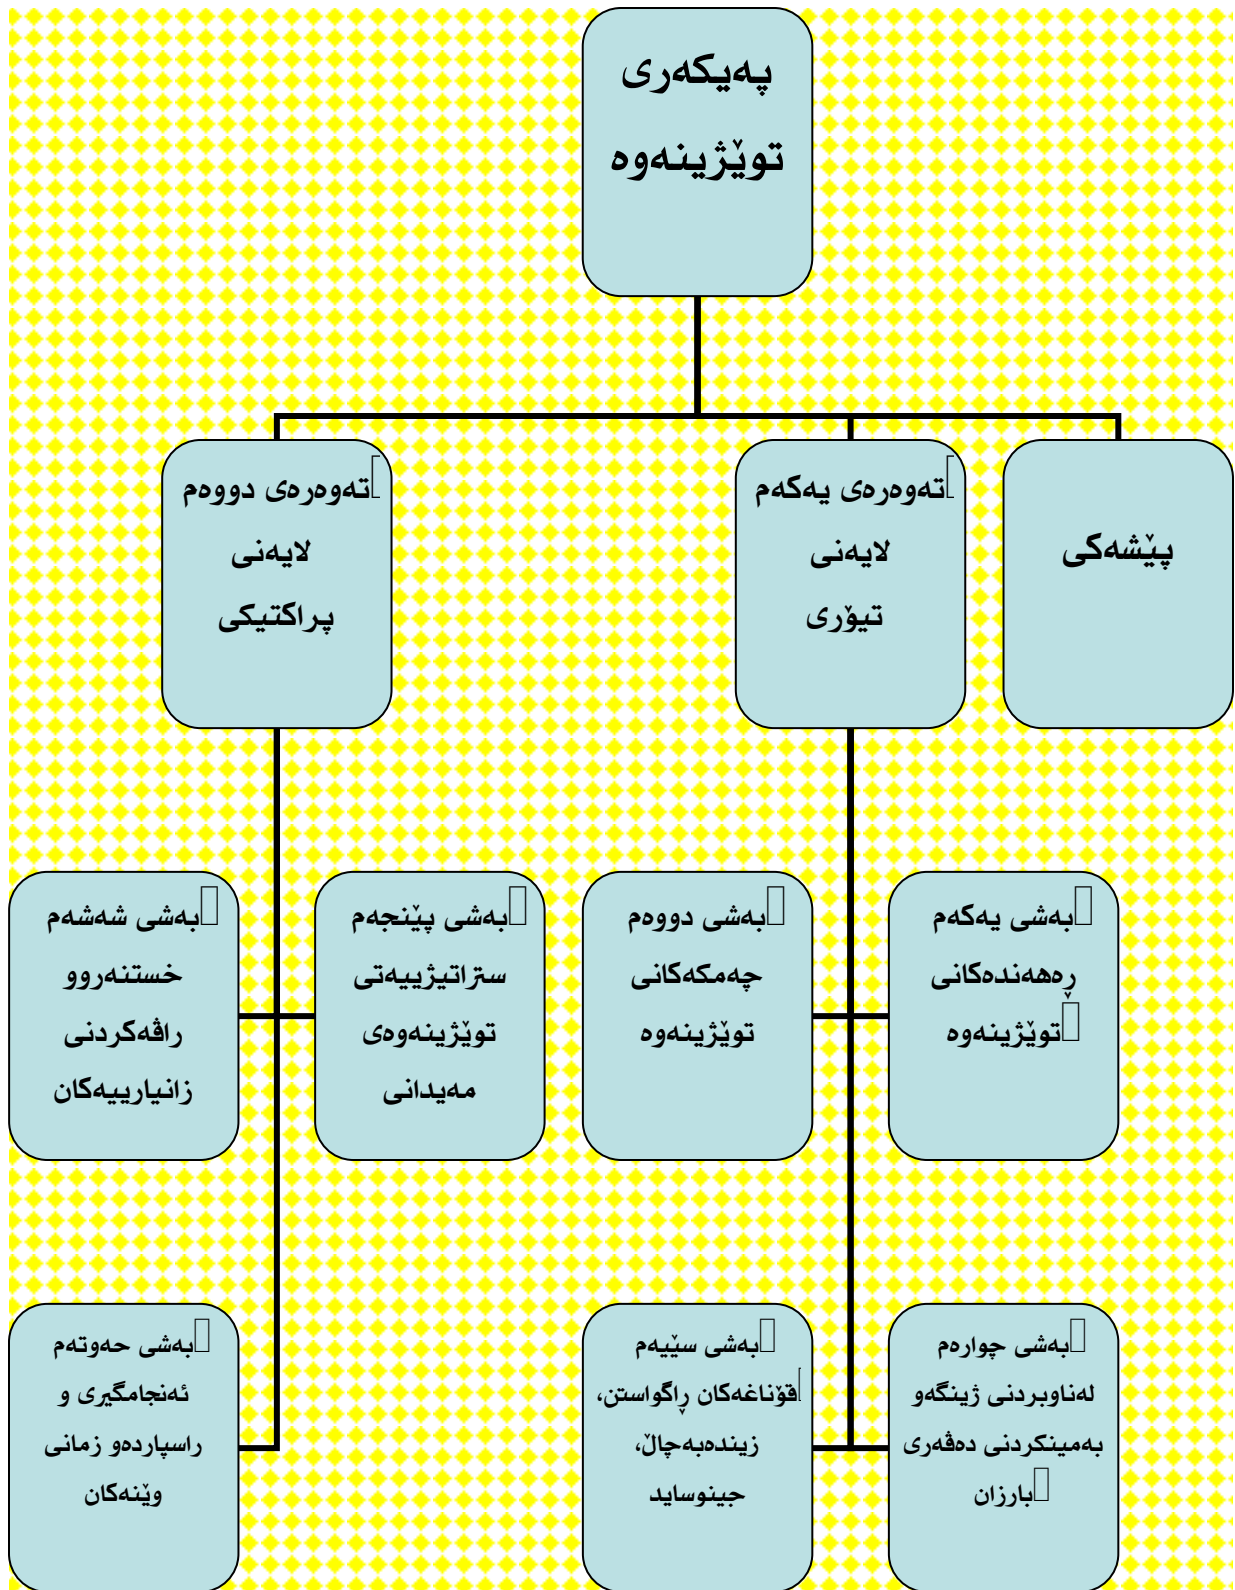 پەیکەری
توێژینەوە
پێشەکی
تەوەرەی یەکەم
لایەنی
تیۆری
تەوەرەی دووەم
لایەنی
پراکتیکی
بەشی یەکەم
ڕەهەندەکانی
توێژینەوە
بەشی دووەم
چەمکەکانی
توێژینەوە
بەشی پێنجەم
ستراتیژییەتی
توێژینەوەی
مەیدانی
بەشی شەشەم
خستنەروو
راڤەکردنی
زانیارییەکان
بەشی چوارەم
لەناوبردنی ژینگەو
بەمینکردنی دەڤەری
بارزان
بەشی سێیەم
قۆناغەکان ڕاگواستن،
زیندەبەچاڵ،
جینوساید
بەشی حەوتەم
ئەنجامگیری و
راسپاردەو زمانی
وێنەکان